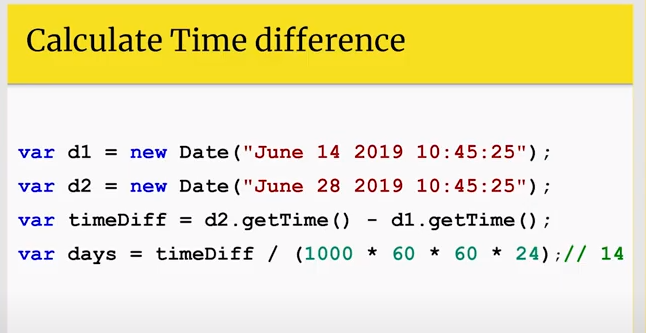 Calculate Time difference
var d1 = new Date("June 14 2019 10:45:25");
var d2 = new Date("June 28 2019 10:45:25");
var timeDiff = d2.getTime() - d1.getTime();
var days = timeDiff / (1000 * 60 * 60 * 24);// 14